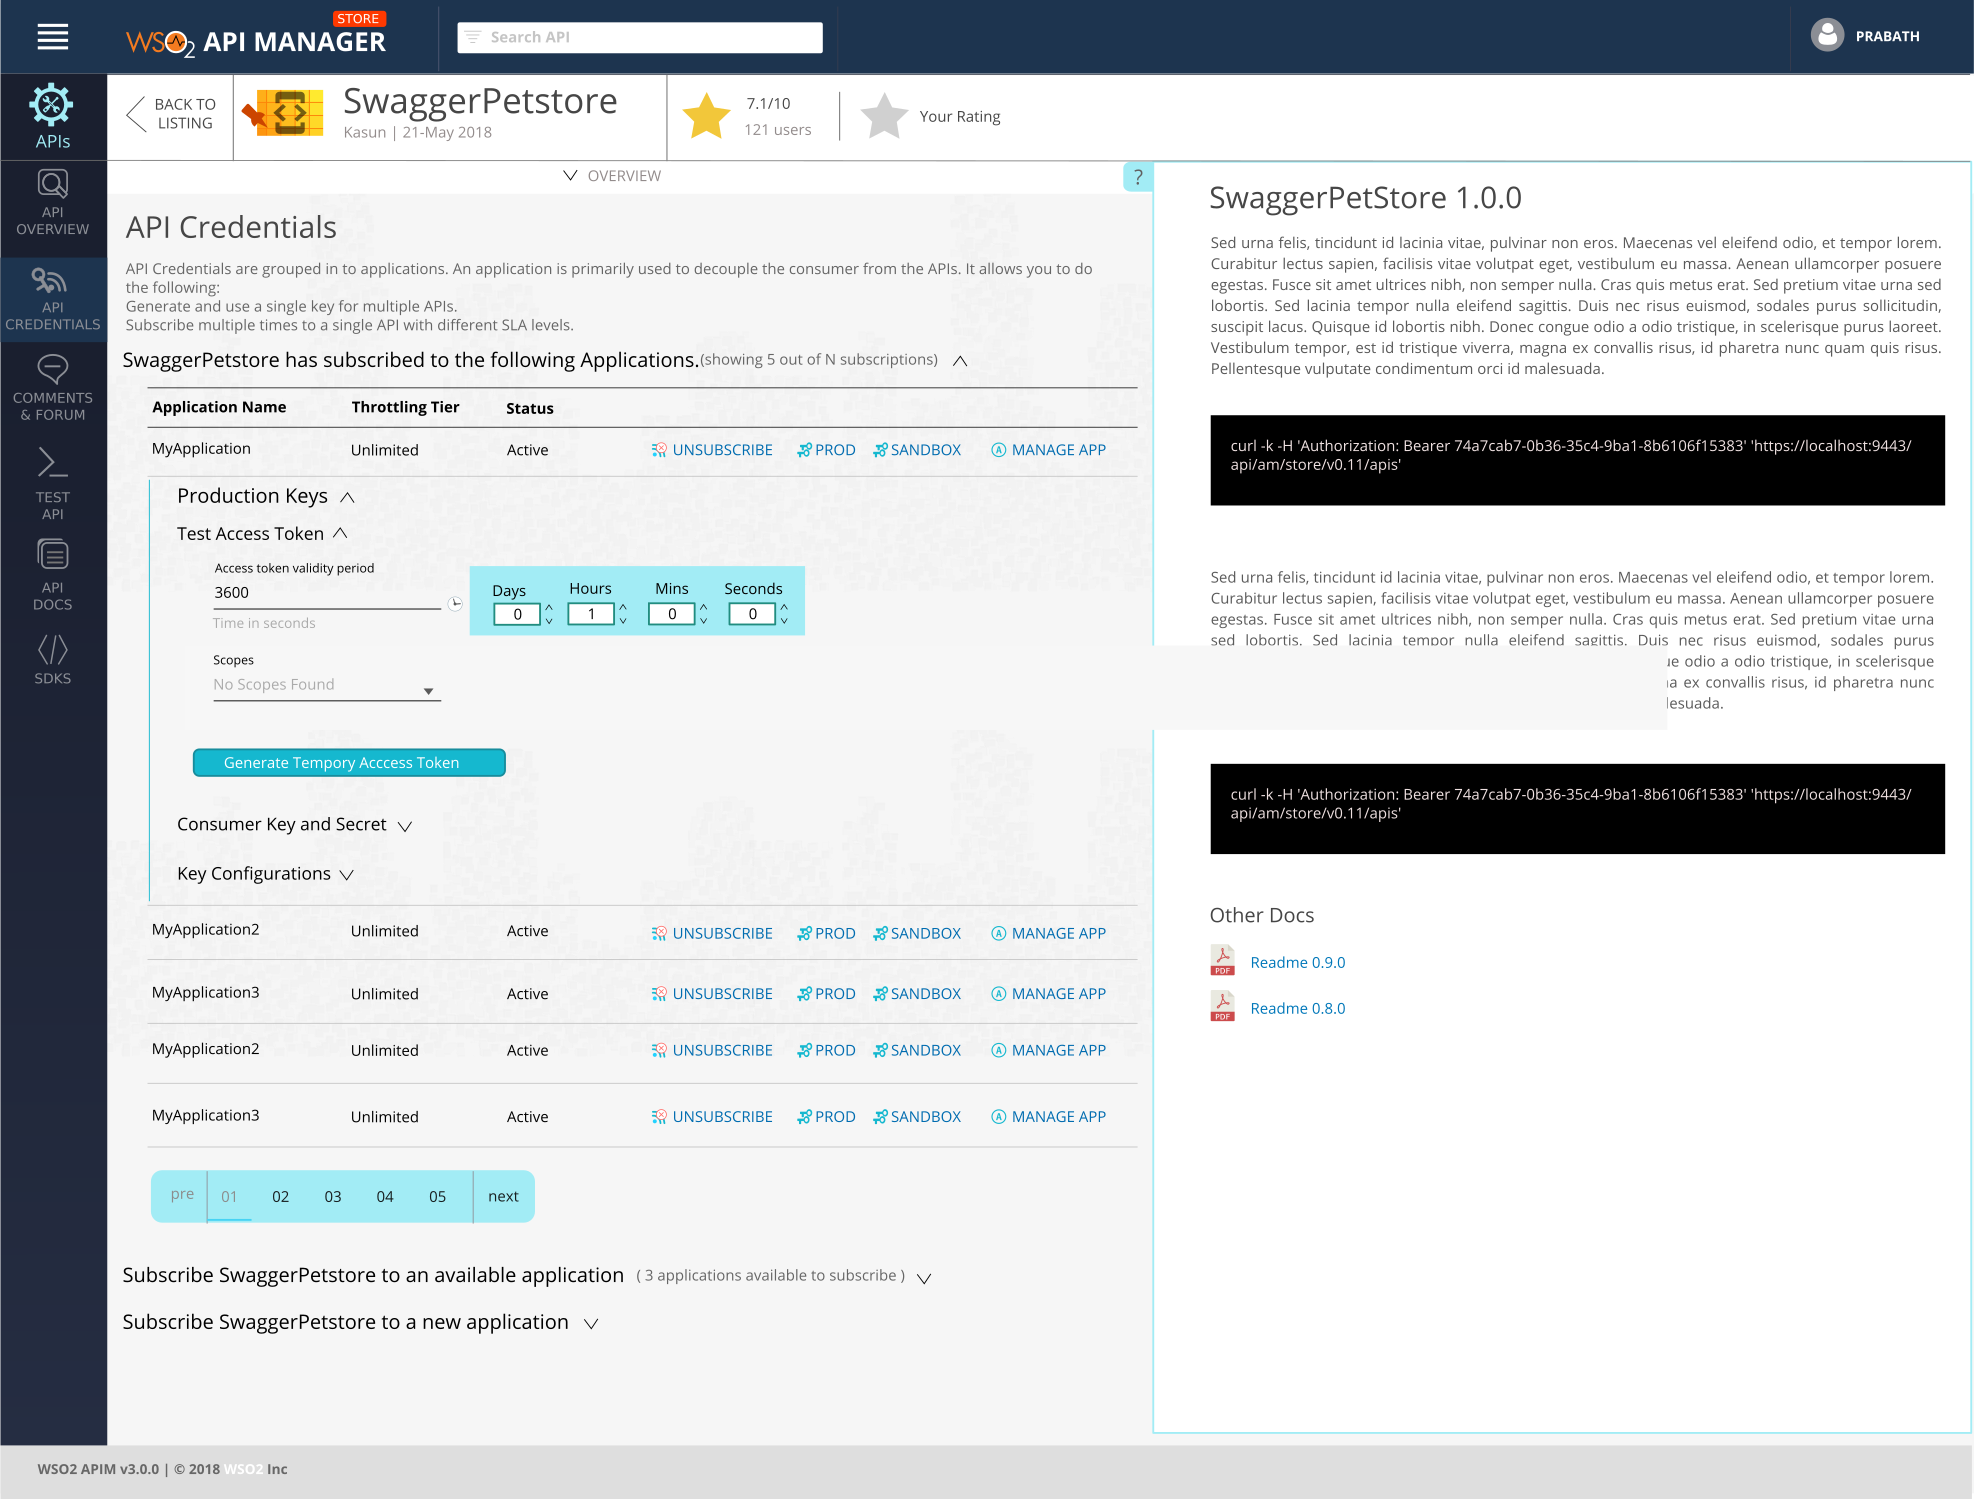 STORE
WSO2 API MANAGER
Search API
PRABATH
APIs
BACK TO
LISTING
SwaggerPetstore
Kasun | 21-May 2018
7.1/10
121 users
Your Rating
API
OVERVIEW
API
CREDENTIALS
COMMENTS
& FORUM
TEST
API
API
DOCS
SDKS
OVERVIEW
?
API Credentials
API Credentials are grouped in to applications. An application is primarily used to decouple the consumer from the APIs. It allows you to do
the following:
Generate and use a single key for multiple APIs.
Subscribe multiple times to a single API with different SLA levels.
SwaggerPetstore has subscribed to the following Applications.(showing 5 out of N subscriptions)
Application Name Throttling Tier Status
MyApplication Unlimited Active UNSUBSCRIBE PROD SANDBOX A MANAGE APP
Production Keys
Test Access Token
Access token validity period
3600
Time in seconds
Days Hours Mins Seconds
0 1 0 0
Scopes
No Scopes Found
Generate Tempory Acccess Token
Consumer Key and Secret
Key Configurations
MyApplication2 Unlimited Active UNSUBSCRIBE PROD SANDBOX A MANAGE APP
MyApplication3 Unlimited Active UNSUBSCRIBE PROD SANDBOX A MANAGE APP
MyApplication2 Unlimited Active UNSUBSCRIBE PROD SANDBOX A MANAGE APP
MyApplication3 Unlimited Active UNSUBSCRIBE PROD SANDBOX A MANAGE APP
pre 01 02 03 04 05 next
Subscribe SwaggerPetstore to an available application ( 3 applications available to subscribe )
Subscribe SwaggerPetstore to a new application
SwaggerPetStore 1.0.0
Sed urna felis, tincidunt id lacinia vitae, pulvinar non eros. Maecenas vel eleifend odio, et tempor lorem.
Curabitur lectus sapien, facilisis vitae volutpat eget, vestibulum eu massa. Aenean ullamcorper posuere
egestas. Fusce sit amet ultrices nibh, non semper nulla. Cras quis metus erat. Sed pretium vitae urna sed
lobortis. Sed lacinia tempor nulla eleifend sagittis. Duis nec risus euismod, sodales purus sollicitudin,
suscipit lacus. Quisque id lobortis nibh. Donec congue odio a odio tristique, in scelerisque purus laoreet.
Vestibulum tempor, est id tristique viverra, magna ex convallis risus, id pharetra nunc quam quis risus.
Pellentesque vulputate condimentum orci id malesuada.
curl -k -H 'Authorization: Bearer 74a7cab7-0b36-35c4-9ba1-8b6106f15383' 'https://localhost:9443/
api/am/store/v0.11/apis'
Sed urna felis, tincidunt id lacinia vitae, pulvinar non eros. Maecenas vel eleifend odio, et tempor lorem.
Curabitur lectus sapien, facilisis vitae volutpat eget, vestibulum eu massa. Aenean ullamcorper posuere
egestas. Fusce sit amet ultrices nibh, non semper nulla. Cras quis metus erat. Sed pretium vitae urna
sed lobortis. Sed lacinia tempor nulla eleifend sagittis. Duis nec risus euismod, sodales purus
odio a odio tristique, in scelerisque
ex convallis risus, id pharetra nunc
curl -k -H 'Authorization: Bearer 74a7cab7-0b36-35c4-9ba1-8b6106f15383' 'https://localhost:9443/
api/am/store/v0.11/apis'
Other Docs
PDF Readme 0.9.0
PDF Readme 0.8.0
WSO2 APIM v3.0.0 | © 2018 WSO2 Inc